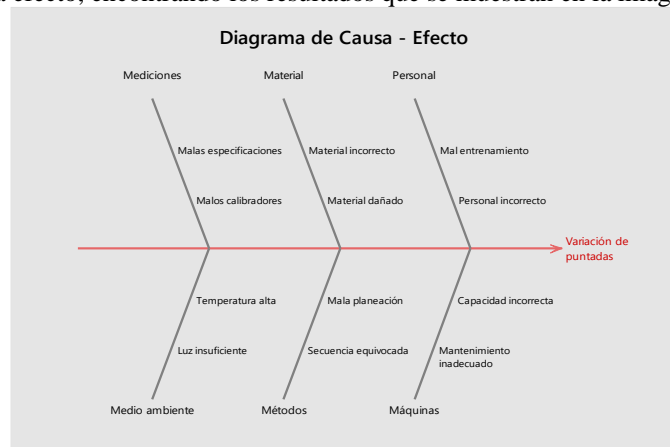 a efecto, encontrando los resultados que se muestran en la imag
Diagrama de Causa - Efecto
Mediciones
Material
Personal
Malas especificaciones
Material incorrecto
Mal entrenamiento
Malos calibradores
Material dañado
Personal incorrecto
Variación de
puntadas
Temperatura alta
Mala planeación
Capacidad incorrecta
Luz insuficiente
Secuencia equivocada
Mantenimiento
inadecuado
Medio ambiente
Métodos
Máquinas